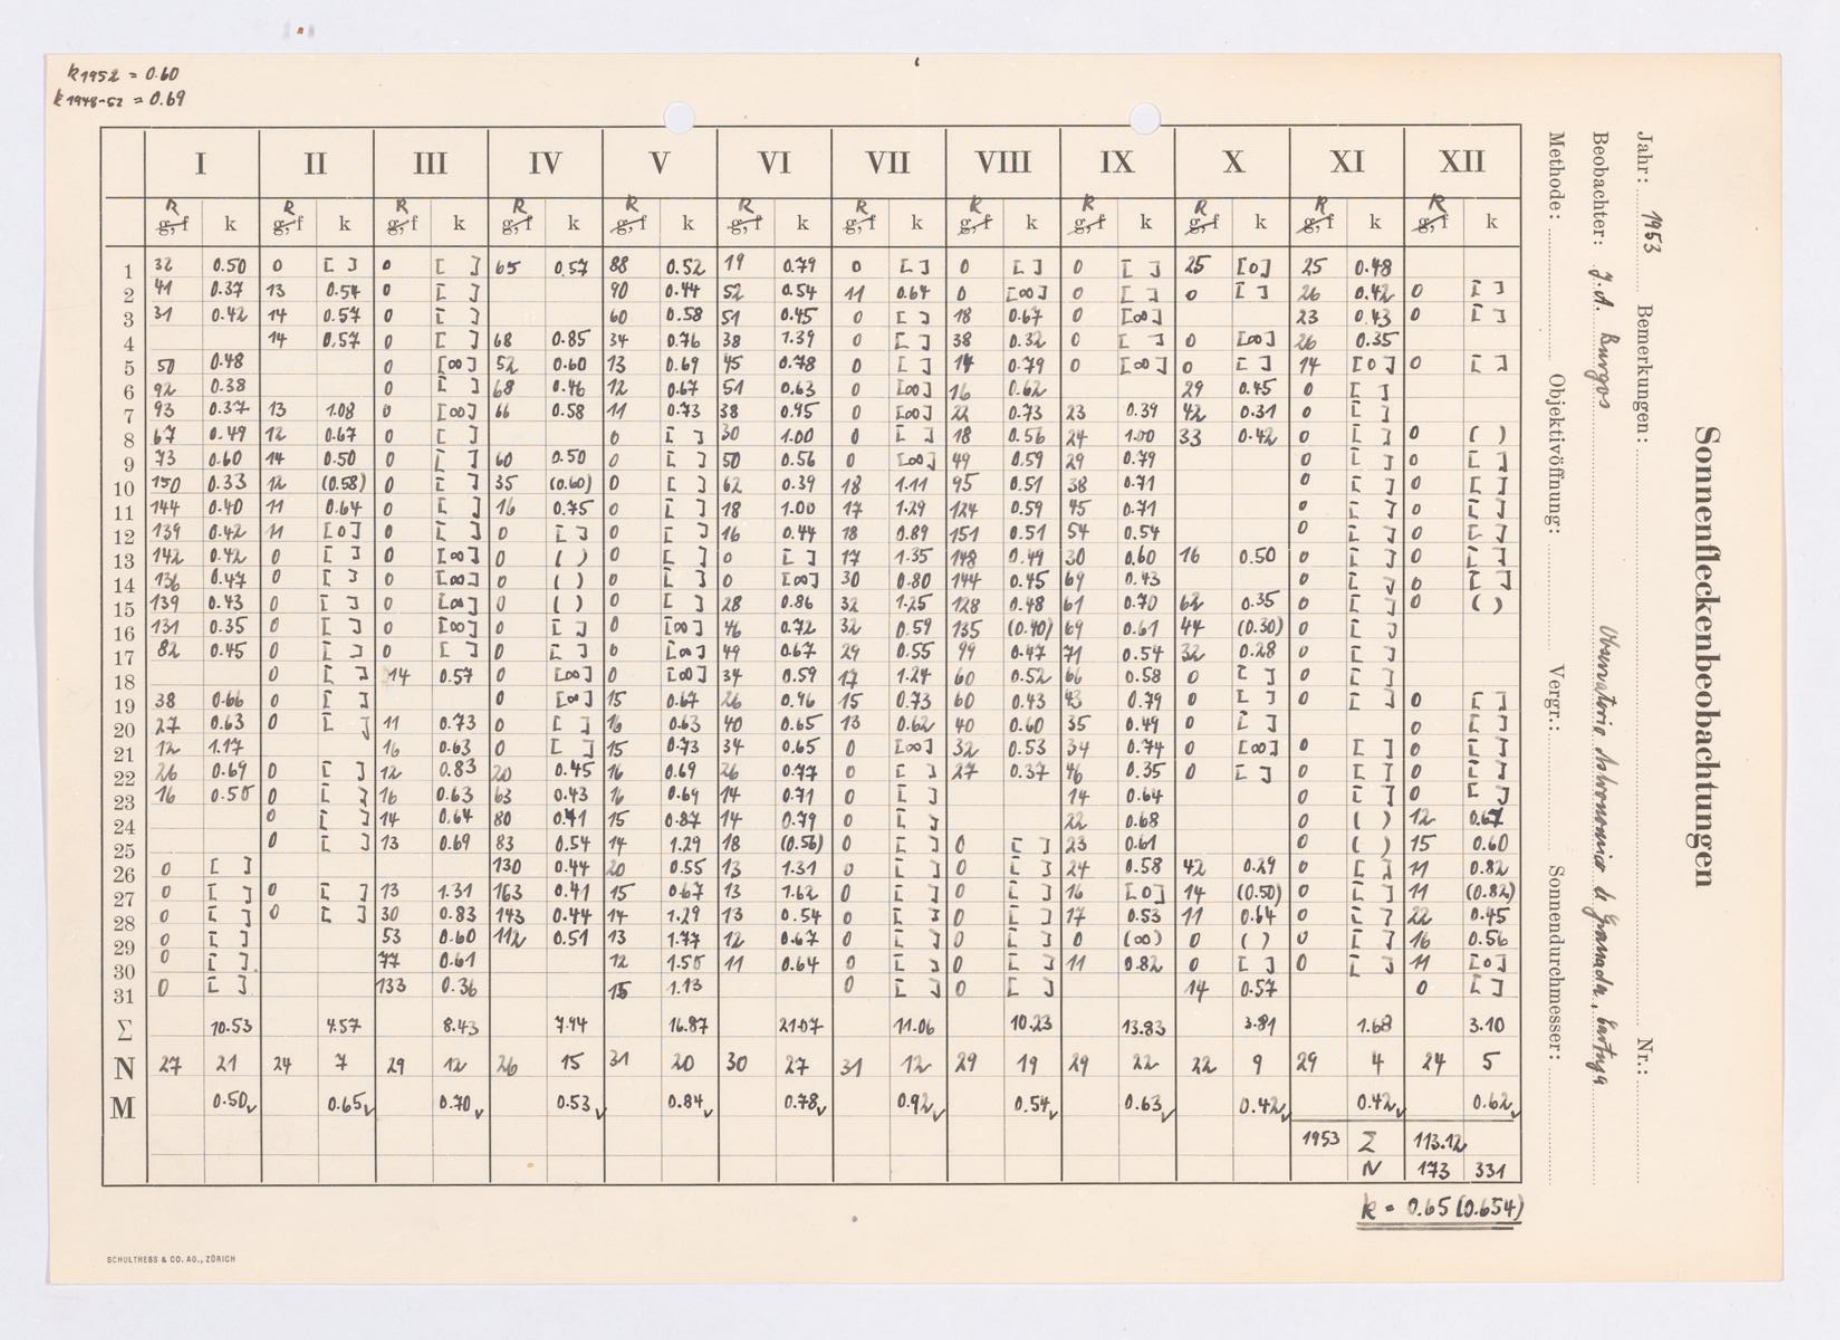 k 1952 = 0.60
k 1948-52 = 0.69
Sonnenfleckenbeobachtungen
Jahr: 1953 Bemerkungen: Nr.:
Beobachter: J.A. Burgos Observatorio Astronomico de Granada, Cartuja
Methode: Objektivöffnung: Vergr.: Sonnendurchmesser:
I II III IV V VI VII VIII IX X XI XII
R R R R R R R R R R R R
g, f k g, f k g, f k g, f k g, f k g, f k g, f k g, f k g, f k g, f k g, f k g, f k
1 32 0.50 0 [ ] 0 [ ] 65 0.57 88 0.52 19 0.79 0 [ ] 0 [ ] 0 [ ] 25 [0] 25 0.48
2 41 0.37 13 0.54 0 [ ] 90 0.44 52 0.54 11 0.64 0 [∞] 0 [ ] 0 [ ] 26 0.42 0 [ ]
3 31 0.42 14 0.57 0 [ ] 60 0.58 51 0.45 0 [ ] 18 0.67 0 [∞] 23 0.43 0 [ ]
4 14 0.57 0 [ ] 68 0.85 34 0.76 38 1.39 0 [ ] 38 0.32 0 [ ] 0 [∞] 26 0.35
5 50 0.48 0 [∞] 52 0.60 13 0.69 45 0.78 0 [ ] 14 0.79 0 [∞] 0 [ ] 14 [0] 0 [ ]
6 92 0.38 0 [ ] 68 0.46 12 0.67 51 0.63 0 [∞] 16 0.62 29 0.45 0 [ ]
7 93 0.37 13 1.08 0 [∞] 66 0.58 11 0.73 38 0.95 0 [∞] 22 0.73 23 0.39 42 0.31 0 [ ]
8 67 0.49 12 0.67 0 [ ] 0 [ ] 30 1.00 0 [ ] 18 0.56 24 1.00 33 0.42 0 [ ] 0 ( )
9 73 0.60 14 0.50 0 [ ] 60 0.50 0 [ ] 50 0.56 0 [∞] 49 0.59 29 0.79 0 [ ] 0 [ ]
10 150 0.33 12 (0.58) 0 [ ] 35 (0.60) 0 [ ] 62 0.39 18 1.11 95 0.51 38 0.71 0 [ ] 0 [ ]
11 144 0.40 11 0.64 0 [ ] 16 0.75 0 [ ] 18 1.00 17 1.29 124 0.59 45 0.71 0 [ ] 0 [ ]
12 139 0.42 11 [0] 0 [ ] 0 [ ] 0 [ ] 16 0.44 18 0.89 151 0.51 54 0.54 0 [ ] 0 [ ]
13 142 0.42 0 [ ] 0 [∞] 0 ( ) 0 [ ] 0 [ ] 17 1.35 148 0.49 30 0.60 16 0.50 0 [ ] 0 [ ]
14 136 0.47 0 [ ] 0 [∞] 0 ( ) 0 [ ] 0 [∞] 30 0.80 144 0.45 69 0.43 0 [ ] 0 [ ]
15 139 0.43 0 [ ] 0 [∞] 0 ( ) 0 [ ] 28 0.86 32 1.25 128 0.48 61 0.70 62 0.35 0 [ ] 0 ( )
16 131 0.35 0 [ ] 0 [∞] 0 [ ] 0 [∞] 46 0.72 32 0.59 135 (0.40) 69 0.61 44 (0.30) 0 [ ]
17 82 0.45 0 [ ] 0 [ ] 0 [ ] 0 [∞] 49 0.67 29 0.55 99 0.47 71 0.54 32 0.28 0 [ ]
18 0 [ ] 14 0.57 0 [∞] 0 [∞] 34 0.59 17 1.24 60 0.52 66 0.58 0 [ ] 0 [ ]
19 38 0.66 0 [ ] 0 [∞] 15 0.67 26 0.96 15 0.73 60 0.43 43 0.79 0 [ ] 0 [ ] 0 [ ]
20 27 0.63 0 [ ] 11 0.73 0 [ ] 16 0.63 40 0.65 13 0.62 40 0.60 35 0.49 0 [ ] 0 [ ]
21 12 1.17 16 0.63 0 [ ] 15 0.73 34 0.65 0 [∞] 32 0.53 34 0.74 0 [∞] 0 [ ] 0 [ ]
22 26 0.69 0 [ ] 12 0.83 20 0.45 16 0.69 26 0.77 0 [ ] 27 0.37 46 0.35 0 [ ] 0 [ ] 0 [ ]
23 16 0.50 0 [ ] 16 0.63 63 0.43 16 0.69 14 0.71 0 [ ] 14 0.64 0 [ ] 0 [ ]
24 0 [ ] 14 0.64 80 0.41 15 0.87 14 0.79 0 [ ] 22 0.68 0 ( ) 12 0.67
25 0 [ ] 13 0.69 83 0.54 14 1.29 18 (0.56) 0 [ ] 0 [ ] 23 0.61 0 ( ) 15 0.60
26 0 [ ] 130 0.44 20 0.55 13 1.31 0 [ ] 0 [ ] 24 0.58 42 0.29 0 [ ] 11 0.82
27 0 [ ] 0 [ ] 13 1.31 163 0.41 15 0.67 13 1.62 0 [ ] 0 [ ] 16 [0] 14 (0.50) 0 [ ] 11 (0.82)
28 0 [ ] 0 [ ] 30 0.83 143 0.44 14 1.29 13 0.54 0 [ ] 0 [ ] 17 0.53 11 0.64 0 [ ] 22 0.45
29 0 [ ] 53 0.60 112 0.51 13 1.77 12 0.67 0 [ ] 0 [ ] 0 (∞) 0 ( ) 0 [ ] 16 0.56
30 0 [ ] 77 0.61 12 1.50 11 0.64 0 [ ] 0 [ ] 11 0.82 0 [ ] 0 [ ] 11 [0]
31 0 [ ] 133 0.36 15 1.13 0 [ ] 0 [ ] 14 0.57 0 [ ]
Σ 10.53 4.57 8.43 7.94 16.87 21.07 11.06 10.23 13.83 3.81 1.68 3.10
N 27 21 24 7 29 12 26 15 31 20 30 27 31 12 29 19 29 22 22 9 29 4 24 5
M 0.50 0.65 0.70 0.53 0.84 0.78 0.92 0.54 0.63 0.42 0.42 0.62
1953 Σ 113.12
N 173 331
k = 0.65 (0.654)
SCHULTHESS & CO. AG., ZÜRICH